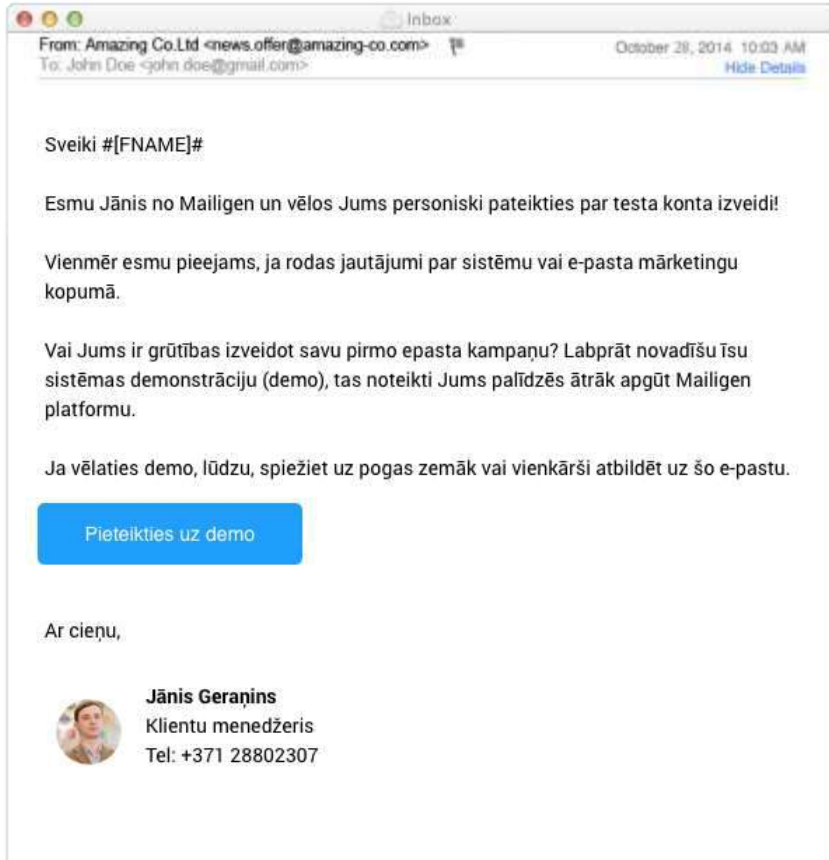 Inbox
From: Amazing Co.Ltd <news.offer@amazing-co.com>
October 28, 2014 10:03 AM
To: John Doe <john.doe@gmail.com>
Hide Details
Sveiki #[FNAME]#
Esmu Jānis no Mailigen un vēlos Jums personiski pateikties par testa konta izveidi!
Vienmēr esmu pieejams, ja rodas jautājumi par sistēmu vai e-pasta mārketingu
kopumā.
Vai Jums ir grūtības izveidot savu pirmo epasta kampaņu? Labprāt novadīšu īsu
sistēmas demonstrāciju (demo), tas noteikti Jums palīdzēs ātrāk apgūt Mailigen
platformu.
Ja vēlaties demo, lūdzu, spiežiet uz pogas zemāk vai vienkārši atbildēt uz šo e-pastu.
Pieteikties uz demo
Ar cieņu,
Jānis Geraņins
Klientu menedžeris
Tel: +371 28802307